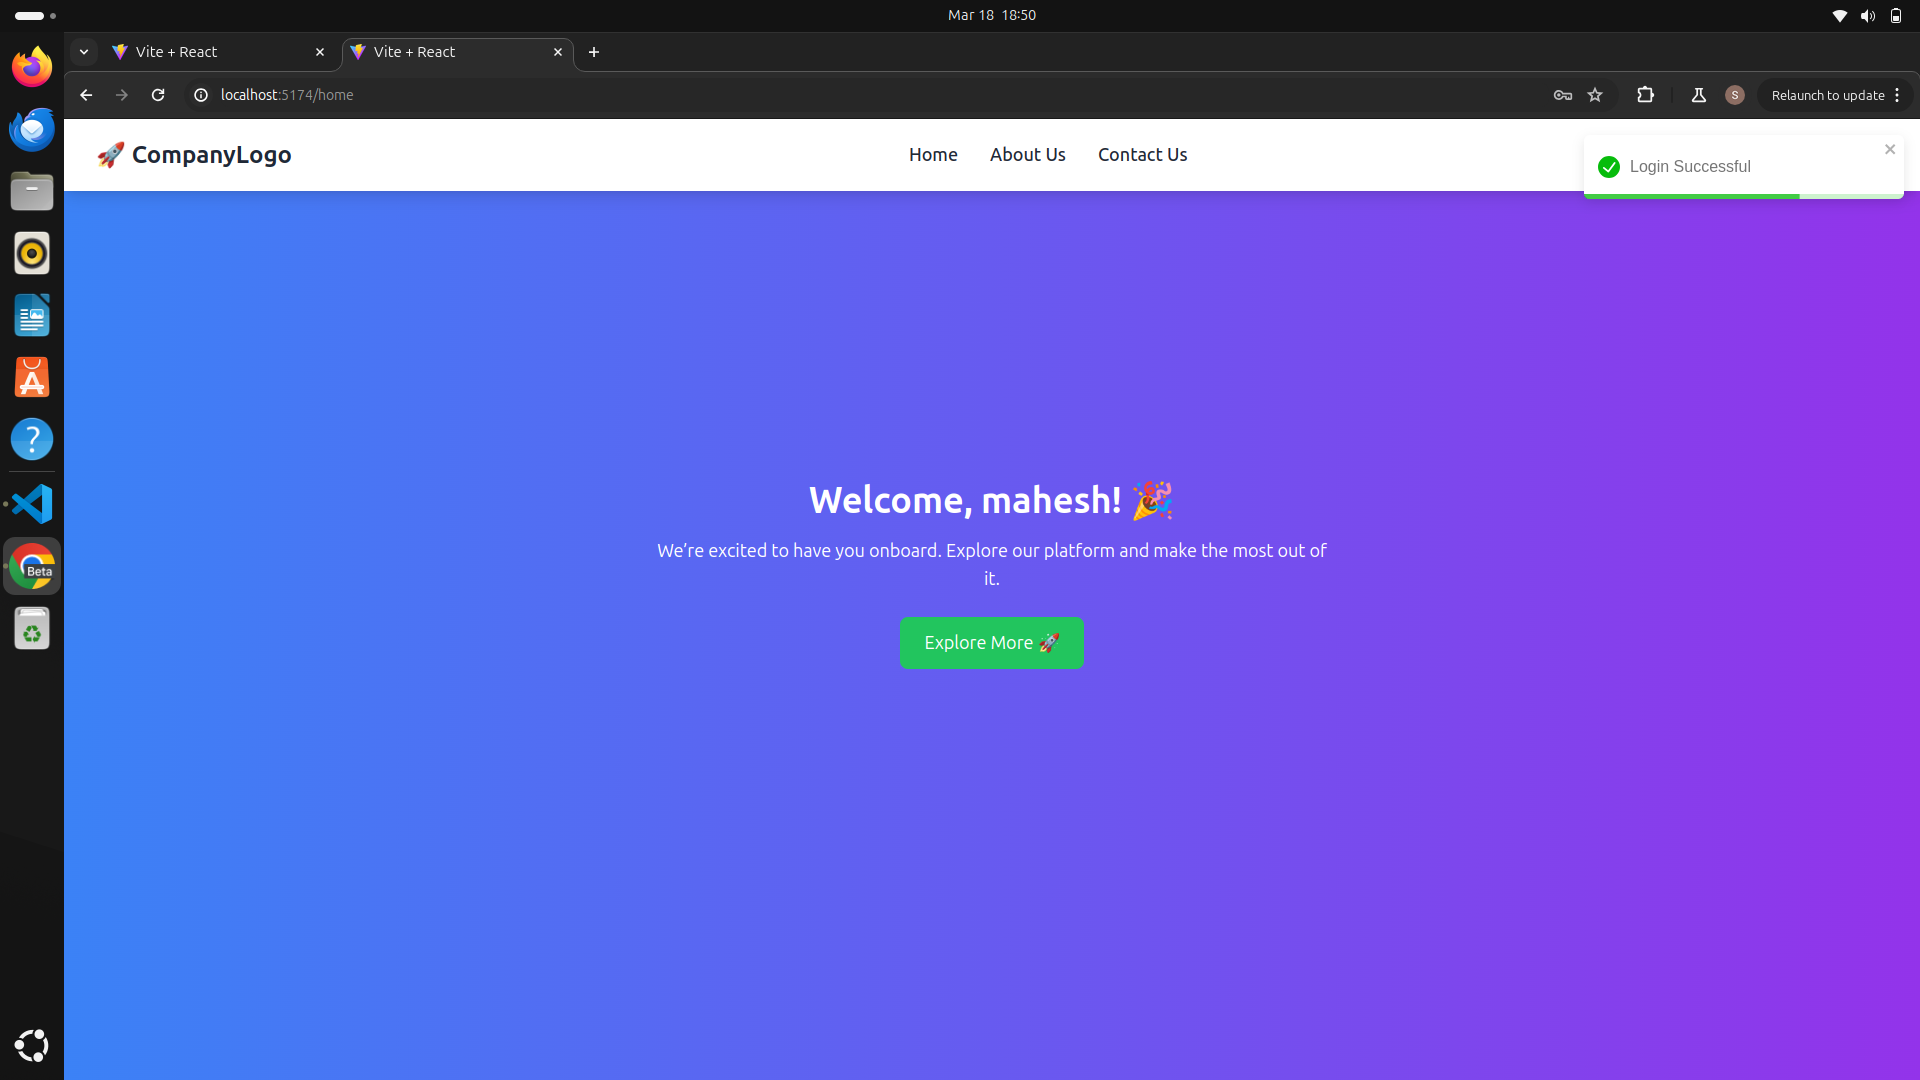 Mar 18 18:50
Vite + React
Vite + React
localhost:5174/home
S
Relaunch to update
🚀 CompanyLogo
Home
About Us
Contact Us
Login Successful
Welcome, mahesh! 🎉
We’re excited to have you onboard. Explore our platform and make the most out of
it.
Explore More 🚀
Beta